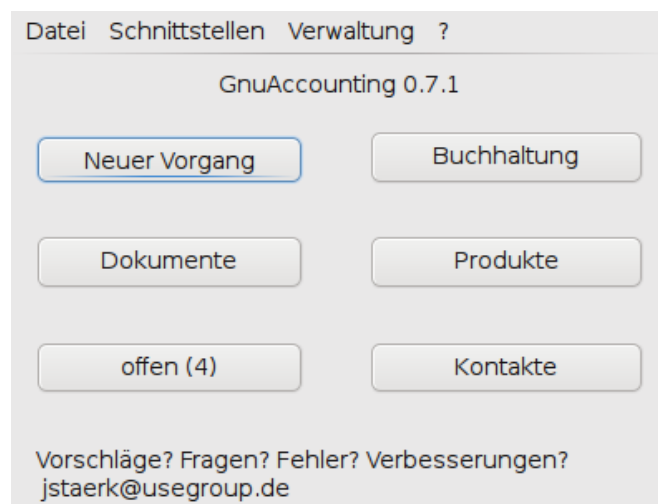 Datei Schnittstellen Verwaltung ?
GnuAccounting 0.7.1
Neuer Vorgang
Buchhaltung
Dokumente
Produkte
offen (4)
Kontakte
Vorschläge? Fragen? Fehler? Verbesserungen?
jstaerk@usegroup.de